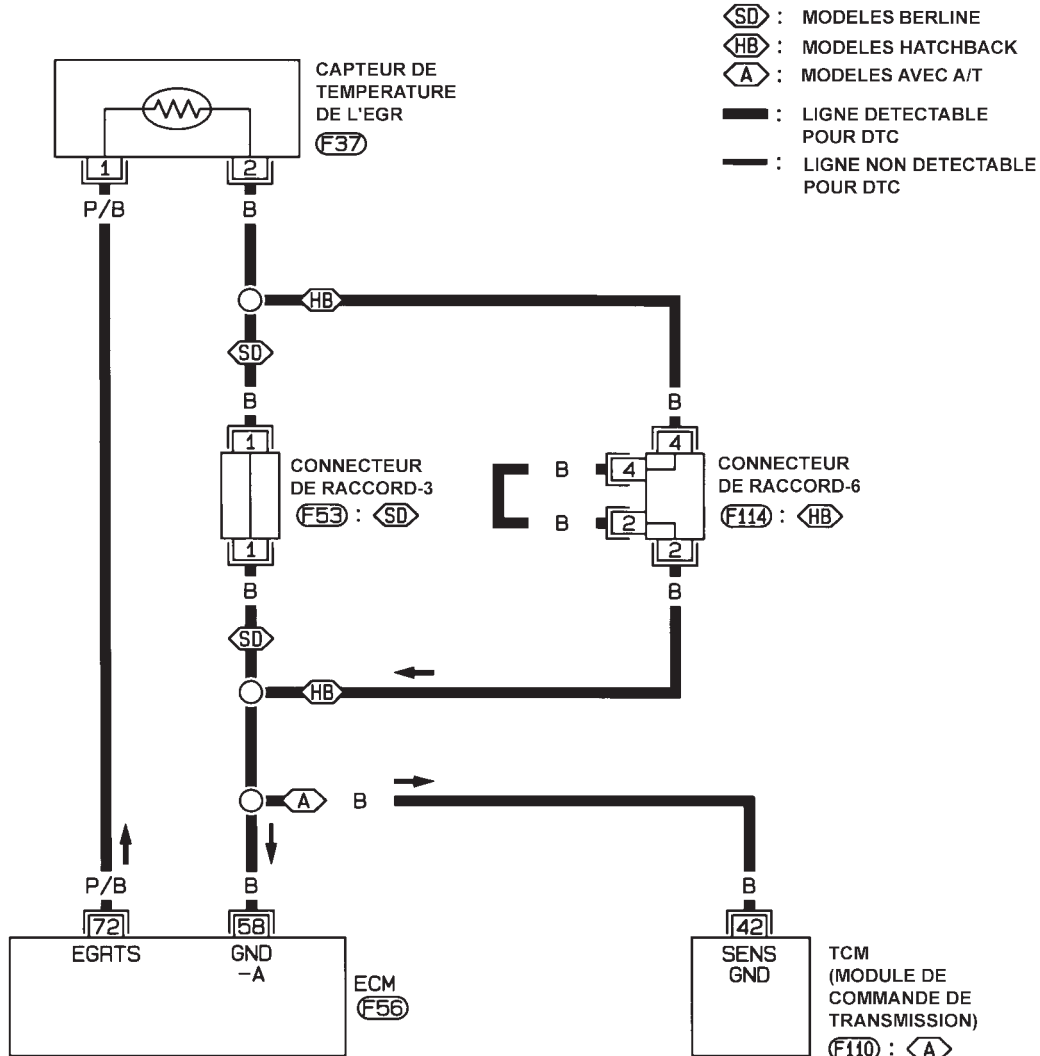 SD : MODELES BERLINE
HB : MODELES HATCHBACK
A : MODELES AVEC A/T
: LIGNE DETECTABLE
POUR DTC
: LIGNE NON DETECTABLE
POUR DTC
CAPTEUR DE
TEMPERATURE
DE L'EGR
F37
1 2
P/B B
HB
SD
B B
1 4
CONNECTEUR
DE RACCORD-3
F53 : SD
B 4
B 2
CONNECTEUR
DE RACCORD-6
F114 : HB
1 2
B B
SD
HB
A B
P/B B B
72 58 42
EGRTS
GND
-A
ECM
F56
SENS
GND
TCM
(MODULE DE
COMMANDE DE
TRANSMISSION)
F110 : A